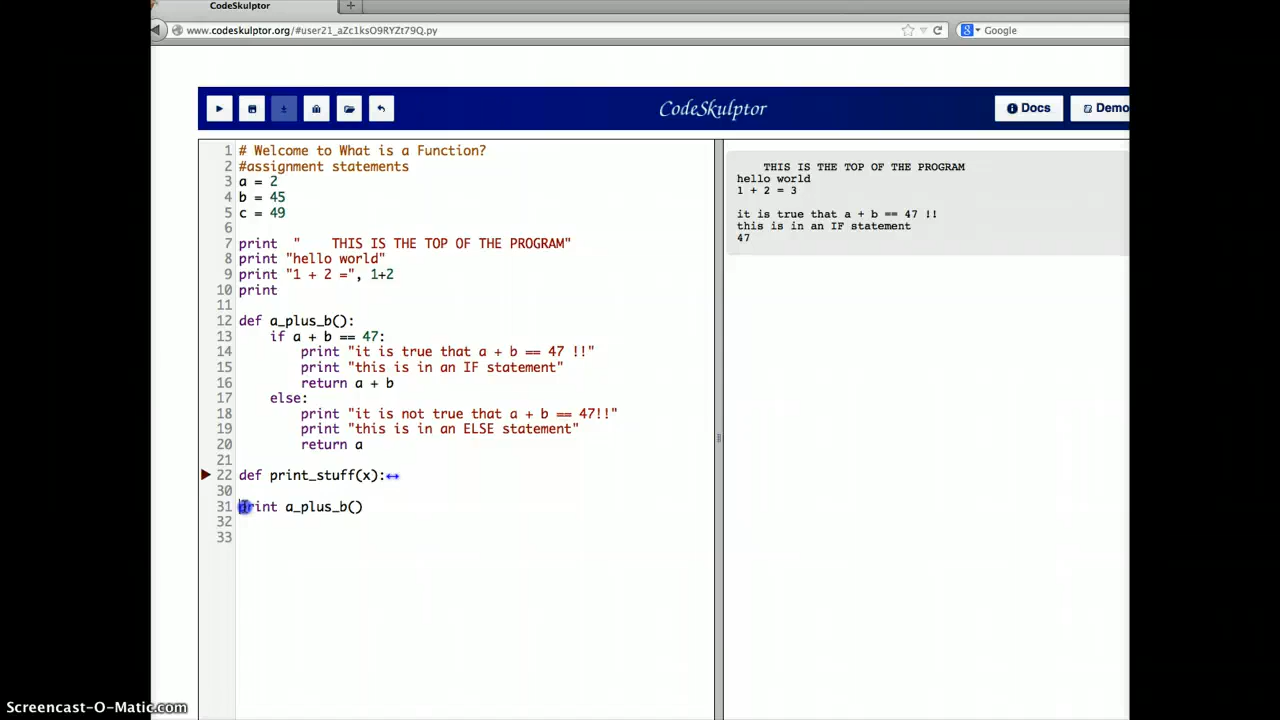 CodeSkulptor
www.codeskulptor.org/#user21_aZc1ksO9RYZt79Q.py
Google
CodeSkulptor
Docs
Demo
1 # Welcome to What is a Function?
2 #assignment statements
3 a = 2
4 b = 45
5 c = 49
6
7 print  "    THIS IS THE TOP OF THE PROGRAM"
8 print "hello world"
9 print "1 + 2 =", 1+2
10 print
11
12 def a_plus_b():
13     if a + b == 47:
14         print "it is true that a + b == 47 !!"
15         print "this is in an IF statement"
16         return a + b
17     else:
18         print "it is not true that a + b == 47!!"
19         print "this is in an ELSE statement"
20         return a
21
22 def print_stuff(x):↔
30
31 print a_plus_b()
32
33
THIS IS THE TOP OF THE PROGRAM
hello world
1 + 2 = 3
it is true that a + b == 47 !!
this is in an IF statement
47
Screencast-O-Matic.com